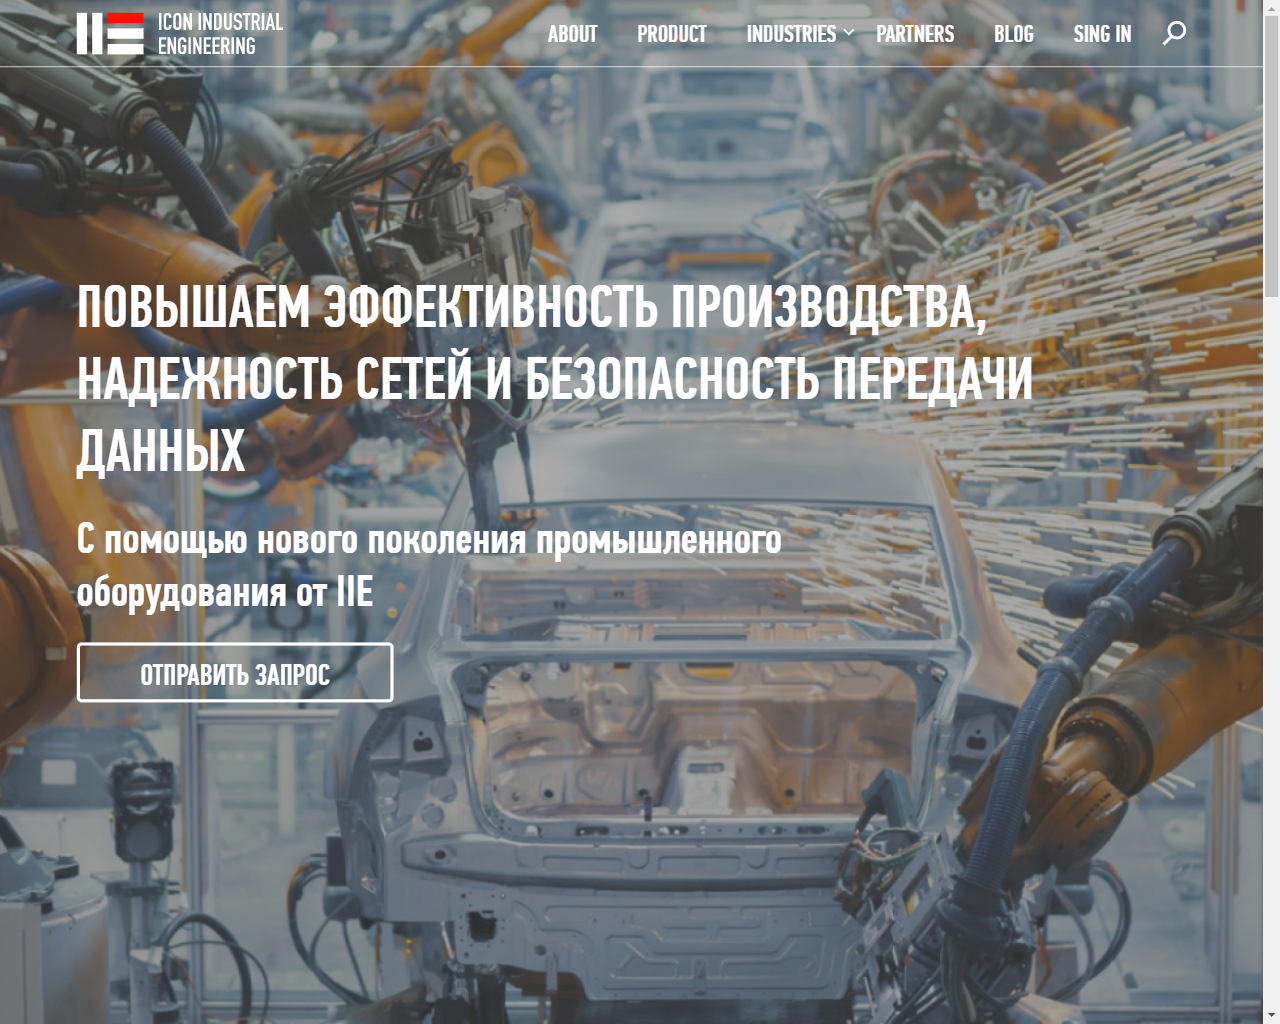 ICON INDUSTRIAL
ENGINEERING
ABOUT PRODUCT INDUSTRIES PARTNERS BLOG SING IN
ПОВЫШАЕМ ЭФФЕКТИВНОСТЬ ПРОИЗВОДСТВА,
НАДЕЖНОСТЬ СЕТЕЙ И БЕЗОПАСНОСТЬ ПЕРЕДАЧИ
ДАННЫХ
С помощью нового поколения промышленного
оборудования от IIE
ОТПРАВИТЬ ЗАПРОС